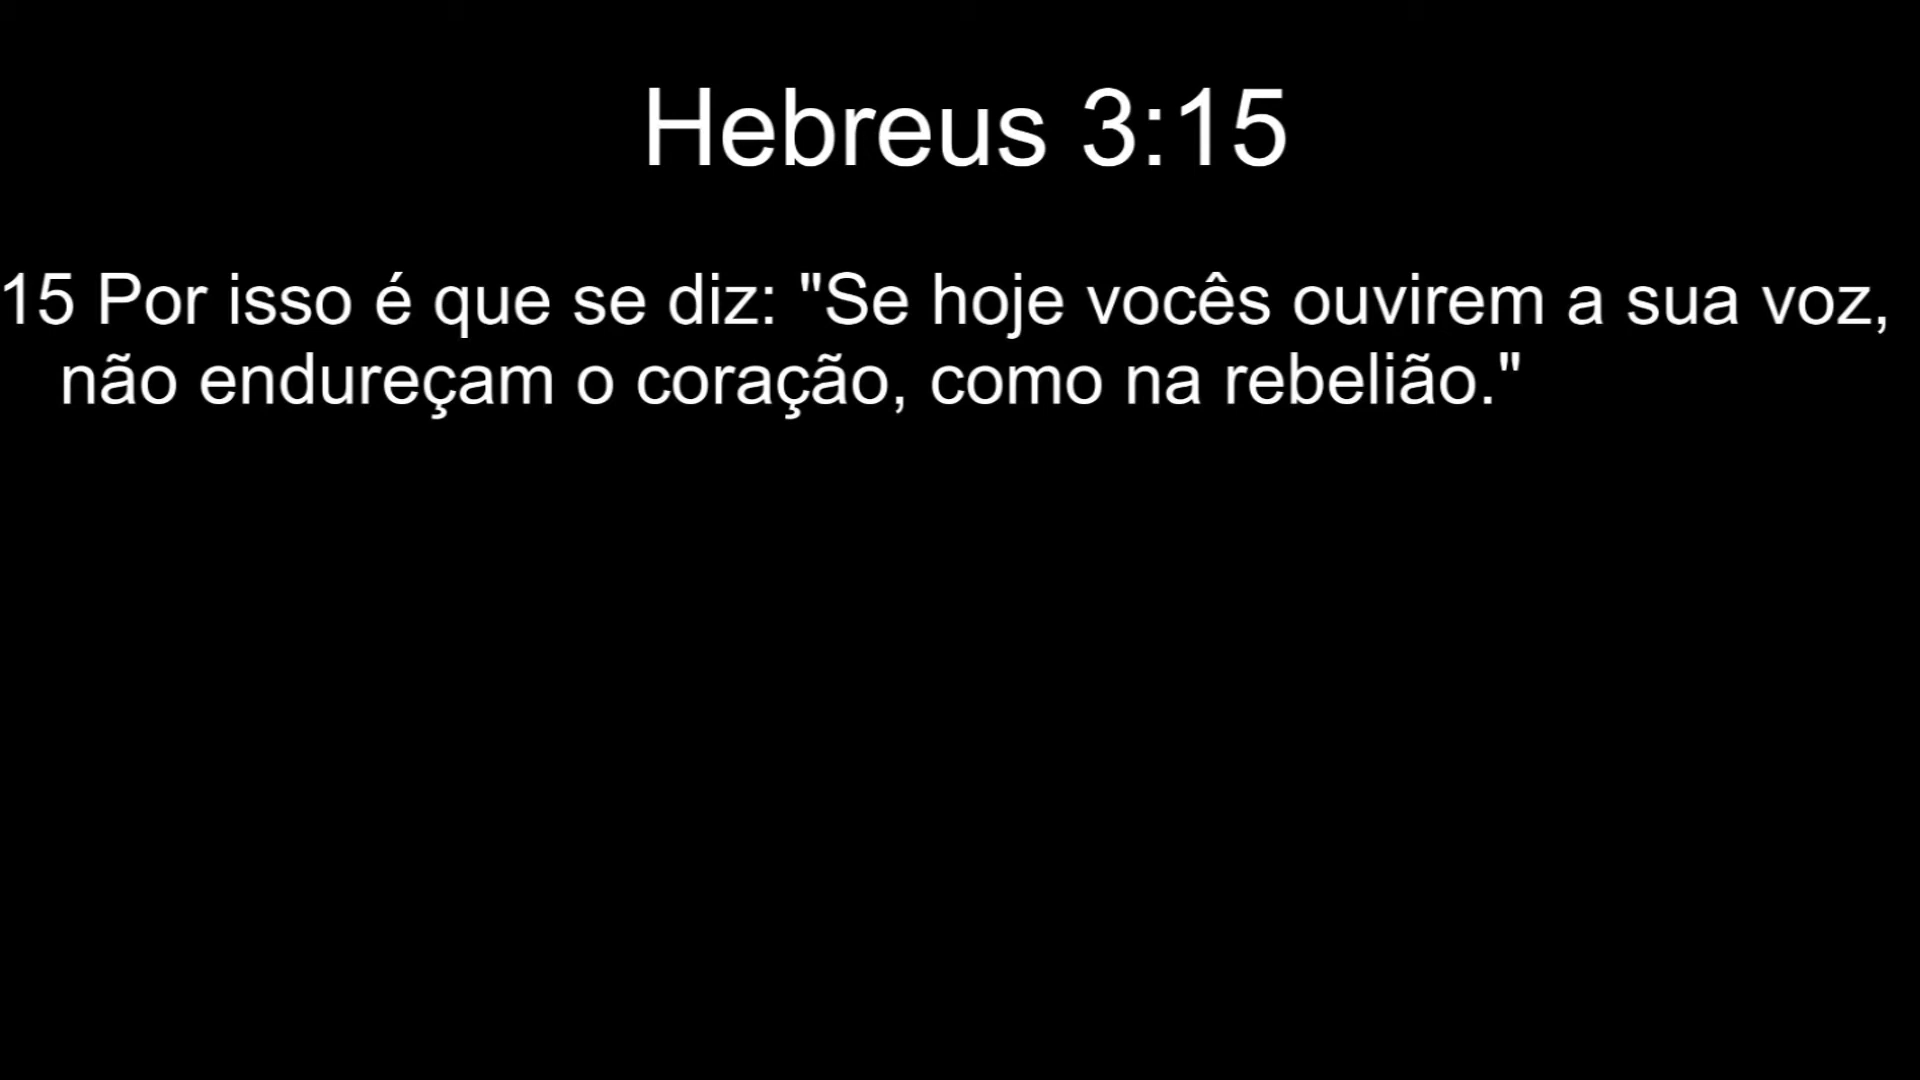 Hebreus 3:15
15 Por isso é que se diz: "Se hoje vocês ouvirem a sua voz,
não endureçam o coração, como na rebelião."